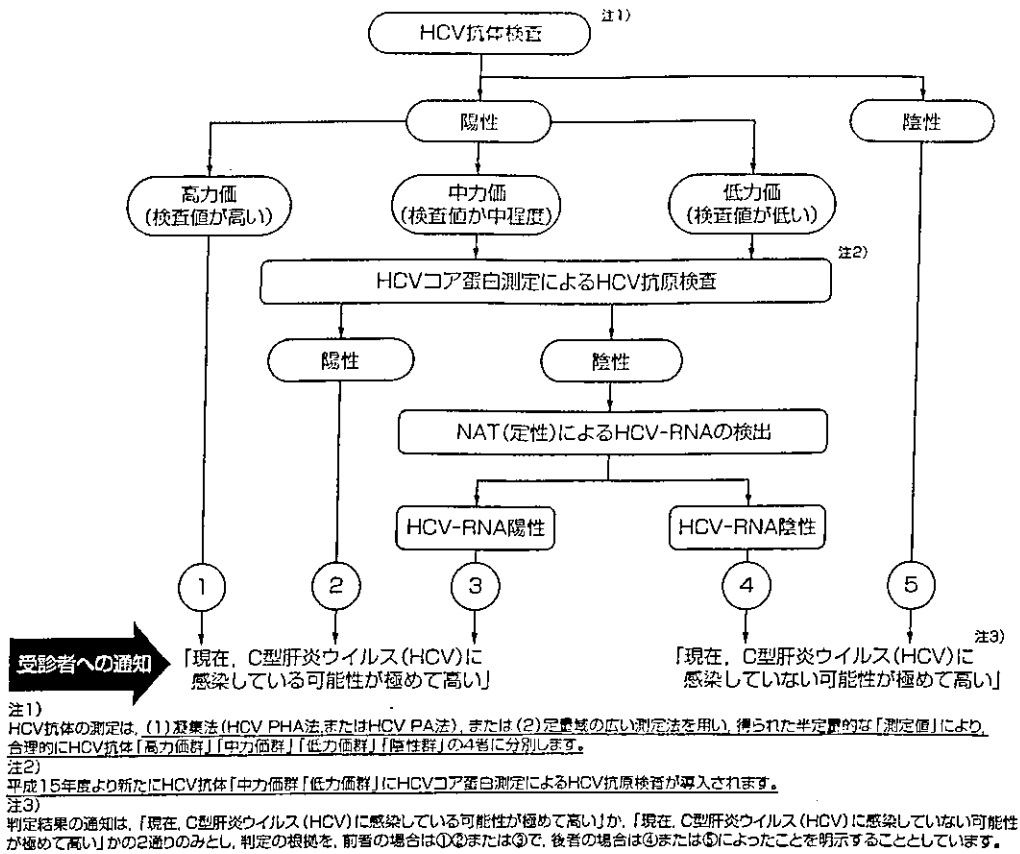 注1)
HCV抗体検査
陽性
陰性
高力価
(検査値が高い)
中力価
(検査値が中程度)
低力価
(検査値が低い)
注2)
HCVコア蛋白測定によるHCV抗原検査
陽性
陰性
NAT(定性)によるHCV-RNAの検出
HCV-RNA陽性
HCV-RNA陰性
1
2
3
4
5
注3)
受診者への通知
「現在,C型肝炎ウイルス(HCV)に
感染している可能性が極めて高い」
「現在,C型肝炎ウイルス(HCV)に
感染していない可能性が極めて高い」
注1)
HCV抗体の測定は,(1)凝集法(HCV PHA法,またはHCV PA法),または(2)定量域の広い測定法を用い,得られた半定量的な「測定値」により,
合理的にHCV抗体「高力価群」「中力価群」「低力価群」「陰性群」の4者に分別します。
注2)
平成15年度より新たにHCV抗体「中力価群」「低力価群」にHCVコア蛋白測定によるHCV抗原検査が導入されます。
注3)
判定結果の通知は,「現在,C型肝炎ウイルス(HCV)に感染している可能性が極めて高い」か,「現在,C型肝炎ウイルス(HCV)に感染していない可能性
が極めて高い」かの2通りのみとし,判定の根拠を,前者の場合は①②または③で,後者の場合は④または⑤によったことを明示することとしています。